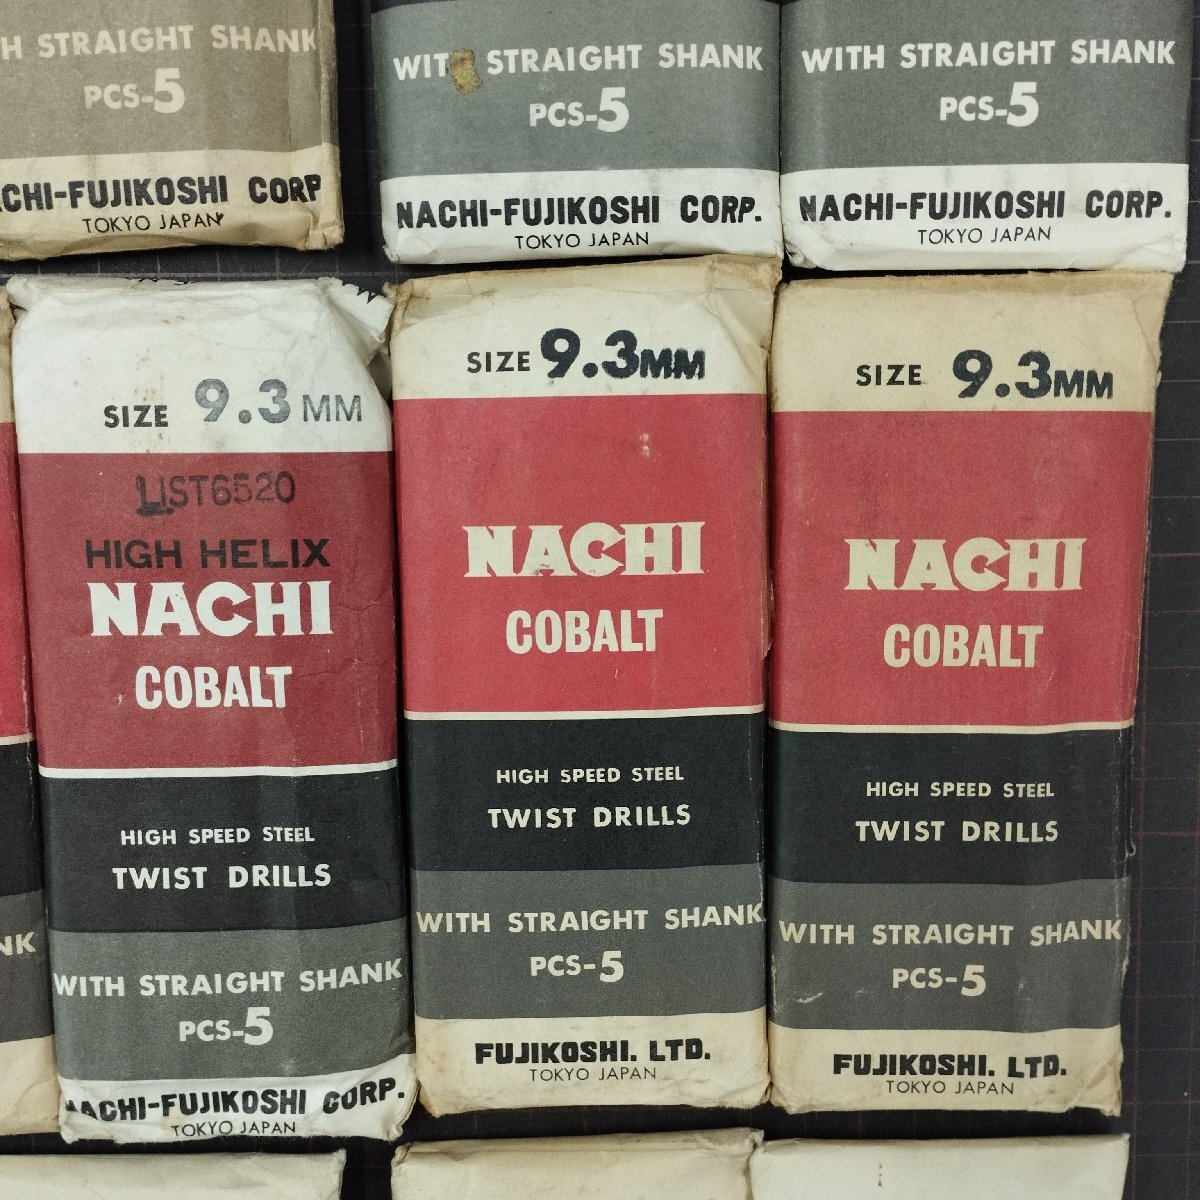 H STRAIGHT SHANK
PCS-5
CHI-FUJIKOSHI CORP
TOKYO JAPAN
WIT STRAIGHT SHANK
PCS-5
NACHI-FUJIKOSHI CORP.
TOKYO JAPAN
WITH STRAIGHT SHANK
PCS-5
NACHI-FUJIKOSHI CORP.
TOKYO JAPAN
NK
SIZE 9.3 MM
LIST6520
HIGH HELIX
NACHI
COBALT
HIGH SPEED STEEL
TWIST DRILLS
WITH STRAIGHT SHANK
PCS-5
NACHI-FUJIKOSHI CORP.
TOKYO JAPAN
SIZE 9.3MM
NACHI
COBALT
HIGH SPEED STEEL
TWIST DRILLS
WITH STRAIGHT SHANK
PCS-5
FUJIKOSHI. LTD.
TOKYO JAPAN
SIZE 9.3MM
NACHI
COBALT
HIGH SPEED STEEL
TWIST DRILLS
WITH STRAIGHT SHANK
PCS-5
FUJIKOSHI. LTD.
TOKYO JAPAN